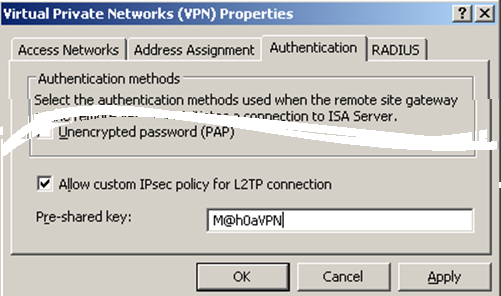 Virtual Private Networks (VPN) Properties
Access Networks Address Assignment Authentication RADIUS
Authentication methods
Select the authentication methods used when the remote site gateway
a connection to ISA Server.
Unencrypted password (PAP)
Allow custom IPsec policy for L2TP connection
Pre-shared key: M@h0aVPN
OK Cancel Apply